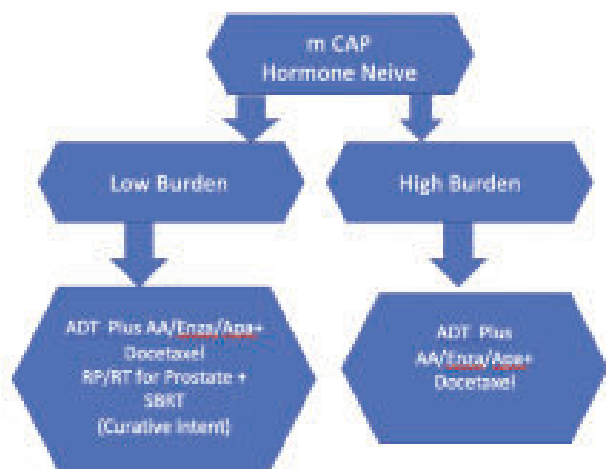 m CAP
Hormone Neive
Low Burden
High Burden
ADT Plus AA/Enza/Apa+
Docetaxel
RP/RT for Prostate +
SBRT
(Curative Intent)
ADT Plus
AA/Enza/Apa+
Docetaxel